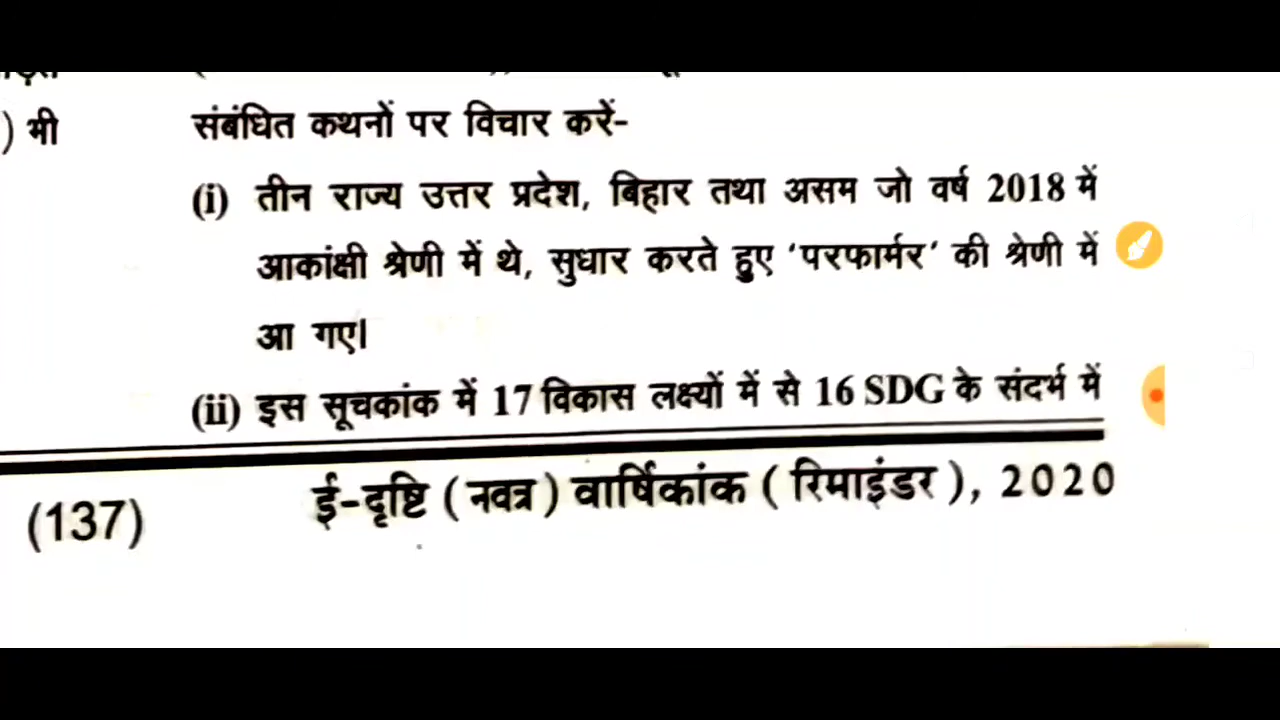 ) भी
संबंधित कथनों पर विचार करें-
(i) तीन राज्य उत्तर प्रदेश, बिहार तथा असम जो वर्ष 2018 में
आकांक्षी श्रेणी में थे, सुधार करते हुए 'परफार्मर' की श्रेणी में
आ गए।
(ii) इस सूचकांक में 17 विकास लक्ष्यों में से 16 SDG के संदर्भ में
(137) ई-दृष्टि ( नवत्र ) वार्षिकांक ( रिमाइंडर ), 2020